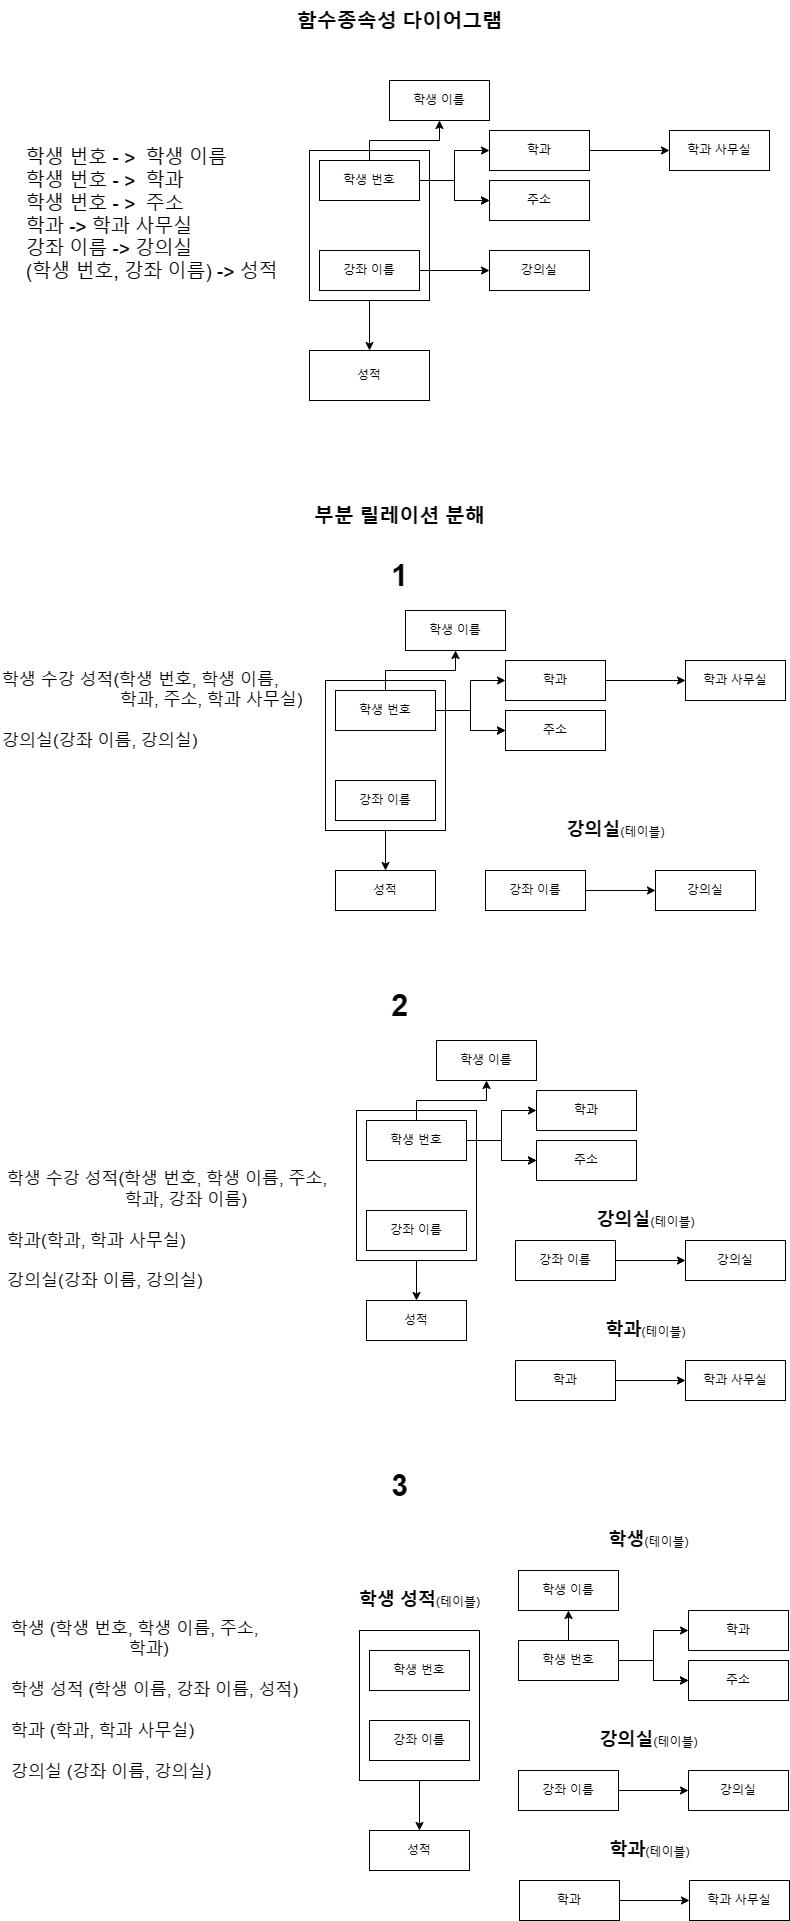 함수종속성 다이어그램
학생 이름
학과
학과 사무실
학생 번호 - > 학생 이름
학생 번호 - > 학과
학생 번호 - > 주소
학과 -> 학과 사무실
강좌 이름 -> 강의실
(학생 번호, 강좌 이름) -> 성적
학생 번호
주소
강좌 이름
강의실
성적
부분 릴레이션 분해
1
학생 이름
학생 수강 성적(학생 번호, 학생 이름,
학과, 주소, 학과 사무실)
강의실(강좌 이름, 강의실)
학과
학과 사무실
학생 번호
주소
강좌 이름
강의실(테이블)
성적
강좌 이름
강의실
2
학생 이름
학과
학생 번호
주소
학생 수강 성적(학생 번호, 학생 이름, 주소,
학과, 강좌 이름)
학과(학과, 학과 사무실)
강의실(강좌 이름, 강의실)
강좌 이름
강의실(테이블)
강좌 이름
강의실
성적
학과(테이블)
학과
학과 사무실
3
학생(테이블)
학생 이름
학생 성적(테이블)
학생 (학생 번호, 학생 이름, 주소,
학과)
학생 성적 (학생 이름, 강좌 이름, 성적)
학과 (학과, 학과 사무실)
강의실 (강좌 이름, 강의실)
학과
학생 번호
학생 번호
주소
강좌 이름
강의실(테이블)
강좌 이름
강의실
성적
학과(테이블)
학과
학과 사무실